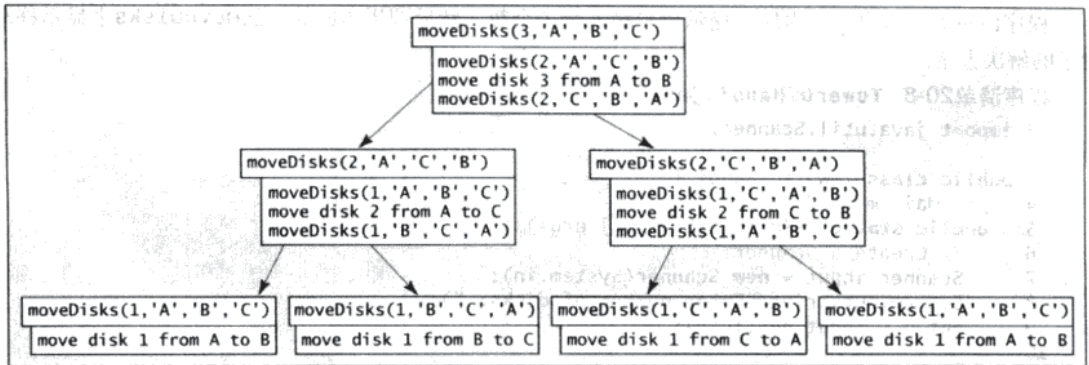 moveDisks(3,'A','B','C')
moveDisks(2,'A','C','B')
move disk 3 from A to B
moveDisks(2,'C','B','A')
moveDisks(2,'A','C','B')
moveDisks(1,'A','B','C')
move disk 2 from A to C
moveDisks(1,'B','C','A')
moveDisks(2,'C','B','A')
moveDisks(1,'C','A','B')
move disk 2 from C to B
moveDisks(1,'A','B','C')
moveDisks(1,'A','B','C')
move disk 1 from A to B
moveDisks(1,'B','C','A')
move disk 1 from B to C
moveDisks(1,'C','A','B')
move disk 1 from C to A
moveDisks(1,'A','B','C')
move disk 1 from A to B